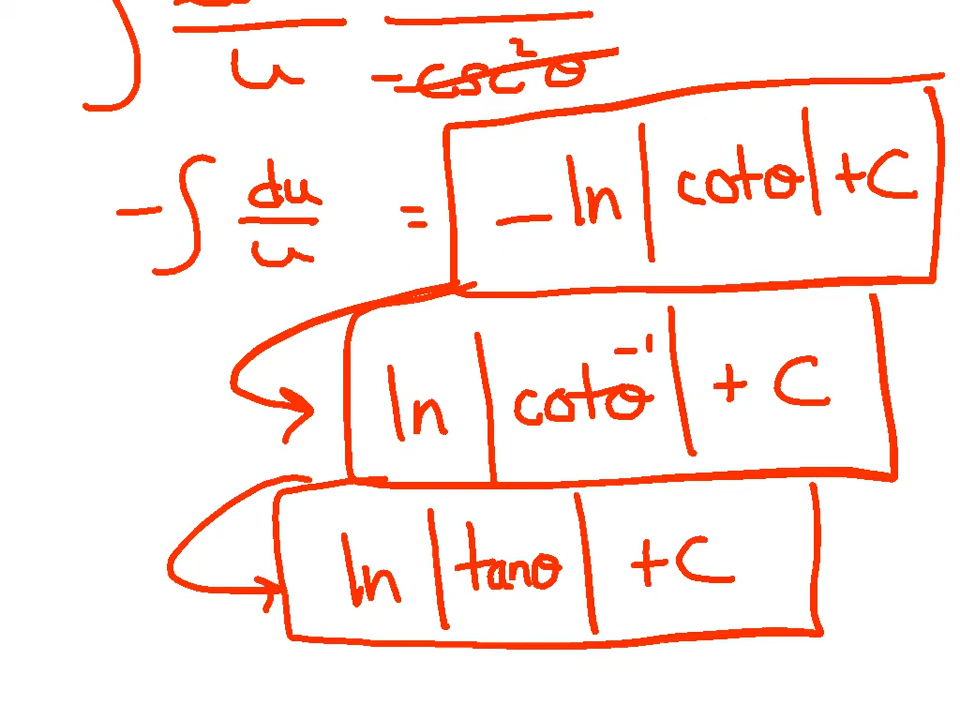 ∫ — u -csc²θ
-∫ du/u = -ln|cotθ| +C
ln|cotθ⁻¹| + C
ln|tanθ| +C